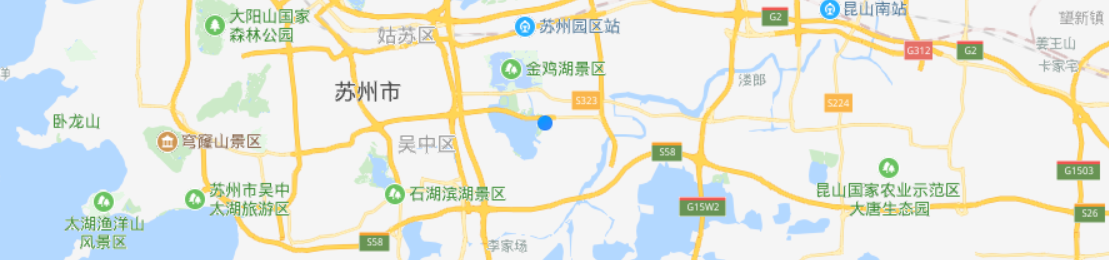 昆山南站
大阳山国家
森林公园
G2
望新镇
苏州园区站
姑苏区
姜王山
G312
G2
卡家宅
金鸡湖景区
洋
溇郎
苏州市
S323
S224
卧龙山
穹窿山景区
吴中区
S58
昆山国家农业示范区
大唐生态园
G1503
苏州市吴中
太湖旅游区
石湖滨湖景区
太湖渔洋山
风景区
G15W2
S26
S58
李家场